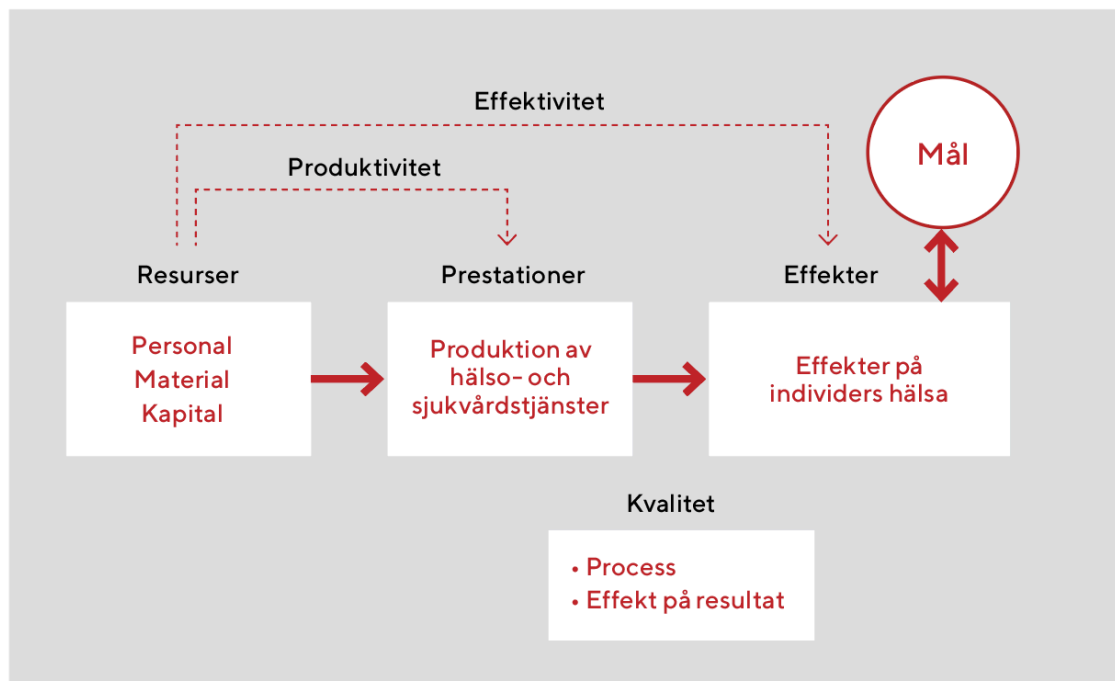 Effektivitet
Produktivitet
Mål
Resurser
Prestationer
Effekter
Personal
Material
Kapital
Produktion av
hälso- och
sjukvårdstjänster
Effekter på
individers hälsa
Kvalitet
• Process
• Effekt på resultat